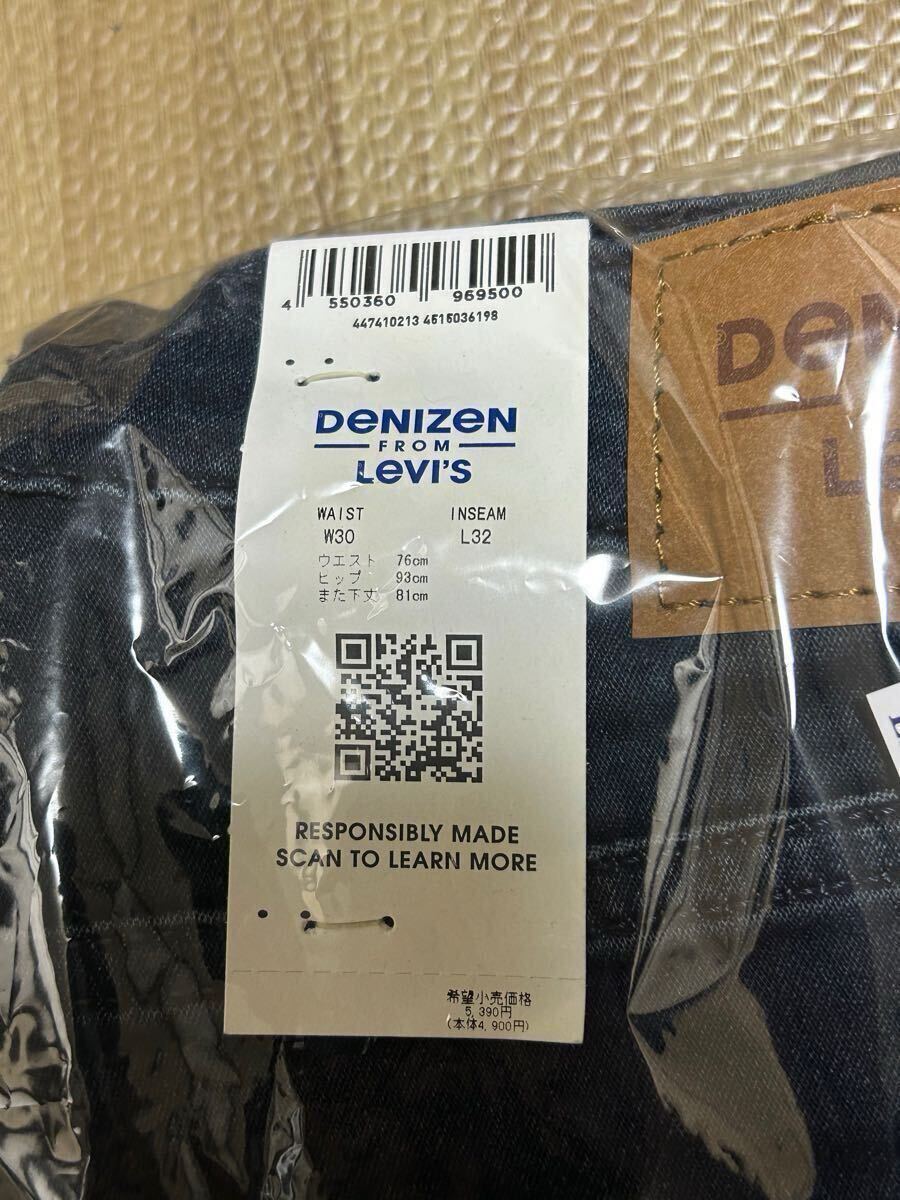 4 550360 969500
447410213 4515036198
DENIZEN
FROM
LEVI'S
WAIST INSEAM
W30 L32
ウエスト 76cm
ヒップ 93cm
また下丈 81cm
RESPONSIBLY MADE
SCAN TO LEARN MORE
希望小売価格
5,390円
(本体4,900円)